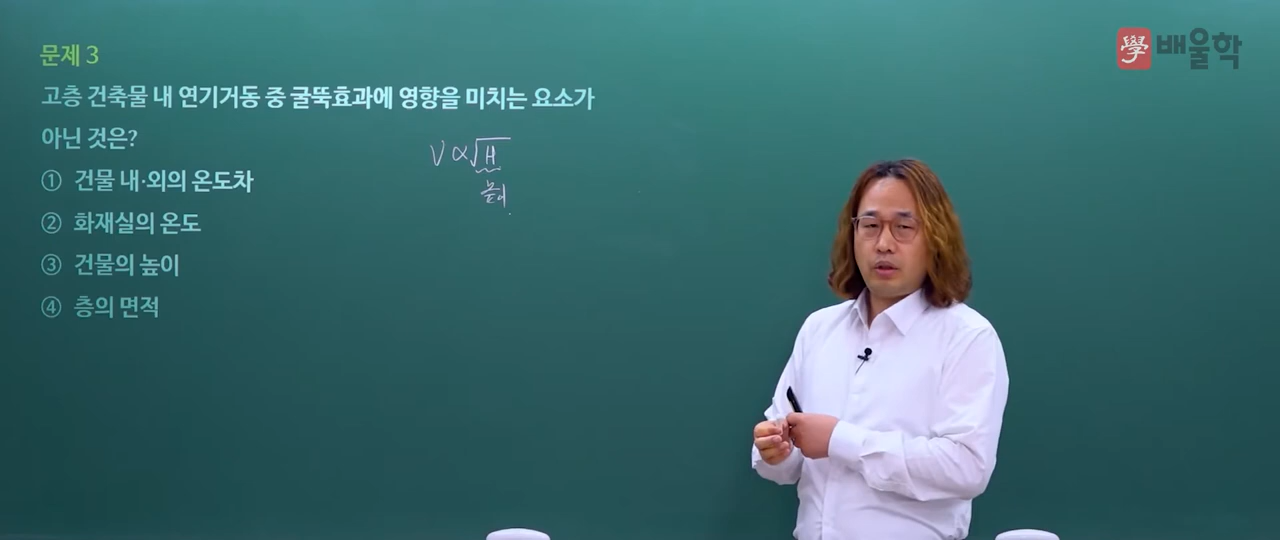 문제 3
고층 건축물 내 연기거동 중 굴뚝효과에 영향을 미치는 요소가
아닌 것은?
① 건물 내·외의 온도차
② 화재실의 온도
③ 건물의 높이
④ 층의 면적
V ∝ √H
높이
學 배울학